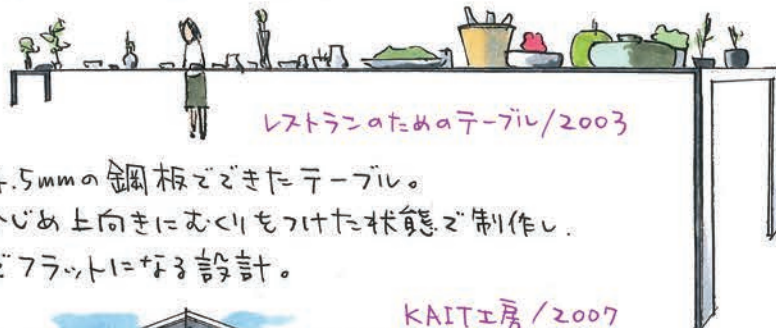 レストランのためのテーブル/2003
4.5mmの鋼板でできたテーブル。
じめ上向きにむくりをつけた状態で制作し、
フラットになる設計。
KAIT工房/2007